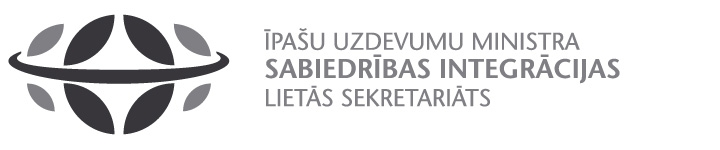 ĪPAŠU UZDEVUMU MINISTRA
SABIEDRĪBAS INTEGRĀCIJAS
LIETĀS SEKRETARIĀTS